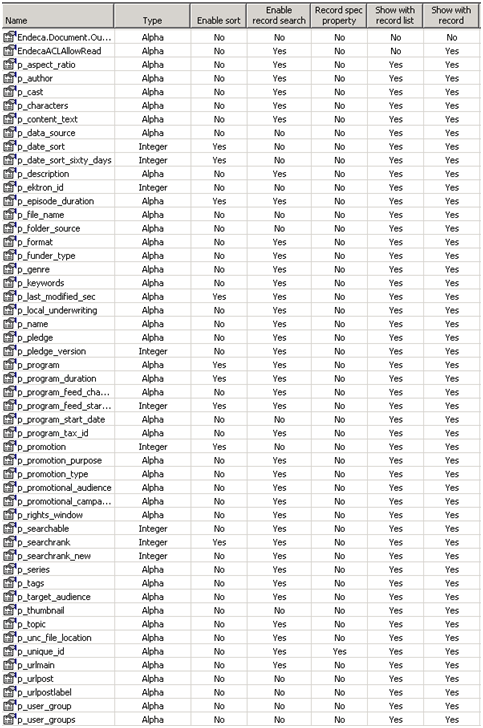 Name Type Enable sort Enable record search Record spec property Show with record list Show with record
Endeca.Document.Ou... Alpha No No No No No
EndecaACLAllowRead Alpha No Yes No No Yes
p_aspect_ratio Alpha No Yes No Yes Yes
p_author Alpha No Yes No Yes Yes
p_cast Alpha No Yes No Yes Yes
p_characters Alpha No Yes No Yes Yes
p_content_text Alpha No Yes No Yes Yes
p_data_source Alpha No No No Yes Yes
p_date_sort Integer Yes No No Yes Yes
p_date_sort_sixty_days Integer Yes No No Yes Yes
p_description Alpha No Yes No Yes Yes
p_ektron_id Integer No No No Yes Yes
p_episode_duration Alpha Yes Yes No Yes Yes
p_file_name Alpha No No No Yes Yes
p_folder_source Alpha No No No Yes Yes
p_format Alpha No Yes No Yes Yes
p_funder_type Alpha No Yes No Yes Yes
p_genre Alpha No Yes No Yes Yes
p_keywords Alpha No Yes No Yes Yes
p_last_modified_sec Alpha Yes Yes No Yes Yes
p_local_underwriting Alpha No Yes No Yes Yes
p_name Alpha No Yes No Yes Yes
p_pledge Alpha No Yes No Yes Yes
p_pledge_version Integer No Yes No Yes Yes
p_program Alpha Yes Yes No Yes Yes
p_program_duration Alpha Yes Yes No Yes Yes
p_program_feed_cha... Alpha No Yes No Yes Yes
p_program_feed_star... Integer Yes Yes No Yes Yes
p_program_start_date Alpha No No No Yes Yes
p_program_tax_id Alpha No Yes No Yes Yes
p_promotion Integer Yes No No Yes Yes
p_promotion_purpose Alpha No Yes No Yes Yes
p_promotion_type Alpha No Yes No Yes Yes
p_promotional_audience Alpha No Yes No Yes Yes
p_promotional_campa... Alpha No Yes No Yes Yes
p_rights_window Alpha No Yes No Yes Yes
p_searchable Integer No Yes No Yes Yes
p_searchrank Integer Yes Yes No Yes Yes
p_searchrank_new Integer No Yes No Yes Yes
p_series Alpha No Yes No Yes Yes
p_tags Alpha No Yes No Yes Yes
p_target_audience Alpha No Yes No Yes Yes
p_thumbnail Alpha No No No Yes Yes
p_topic Alpha No Yes No Yes Yes
p_unc_file_location Alpha No Yes No Yes Yes
p_unique_id Alpha No Yes Yes Yes Yes
p_urlmain Alpha No Yes No Yes Yes
p_urlpost Alpha No No No Yes Yes
p_urlpostlabel Alpha No No No Yes Yes
p_user_group Alpha No No No Yes Yes
p_user_groups Alpha No Yes No Yes Yes